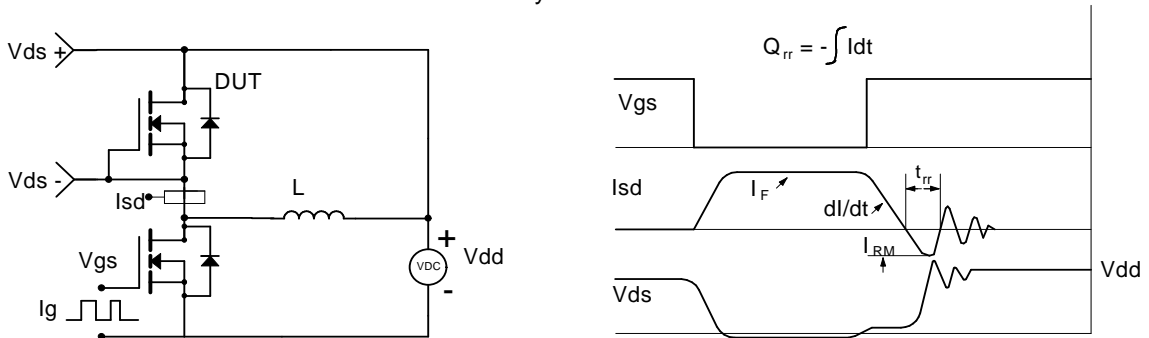 Vds +
DUT
Vds -
Isd
L
Vgs
Ig
VDC
+
-
Vdd
Qrr = -∫Idt
Vgs
Isd
IF
dI/dt
trr
IRM
Vds
Vdd